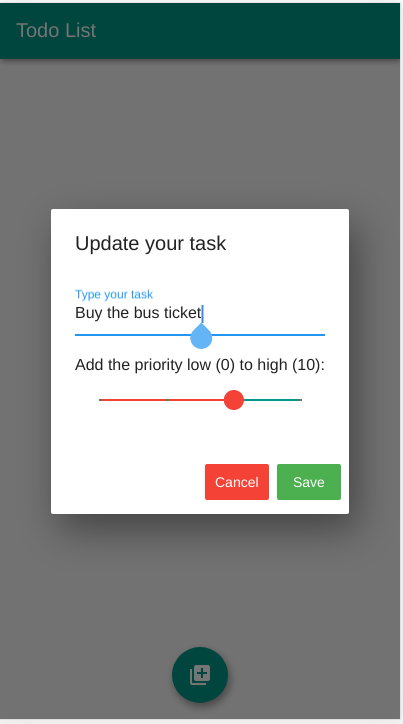 Todo List
Update your task
Type your task
Buy the bus ticket
Add the priority low (0) to high (10):
Cancel Save